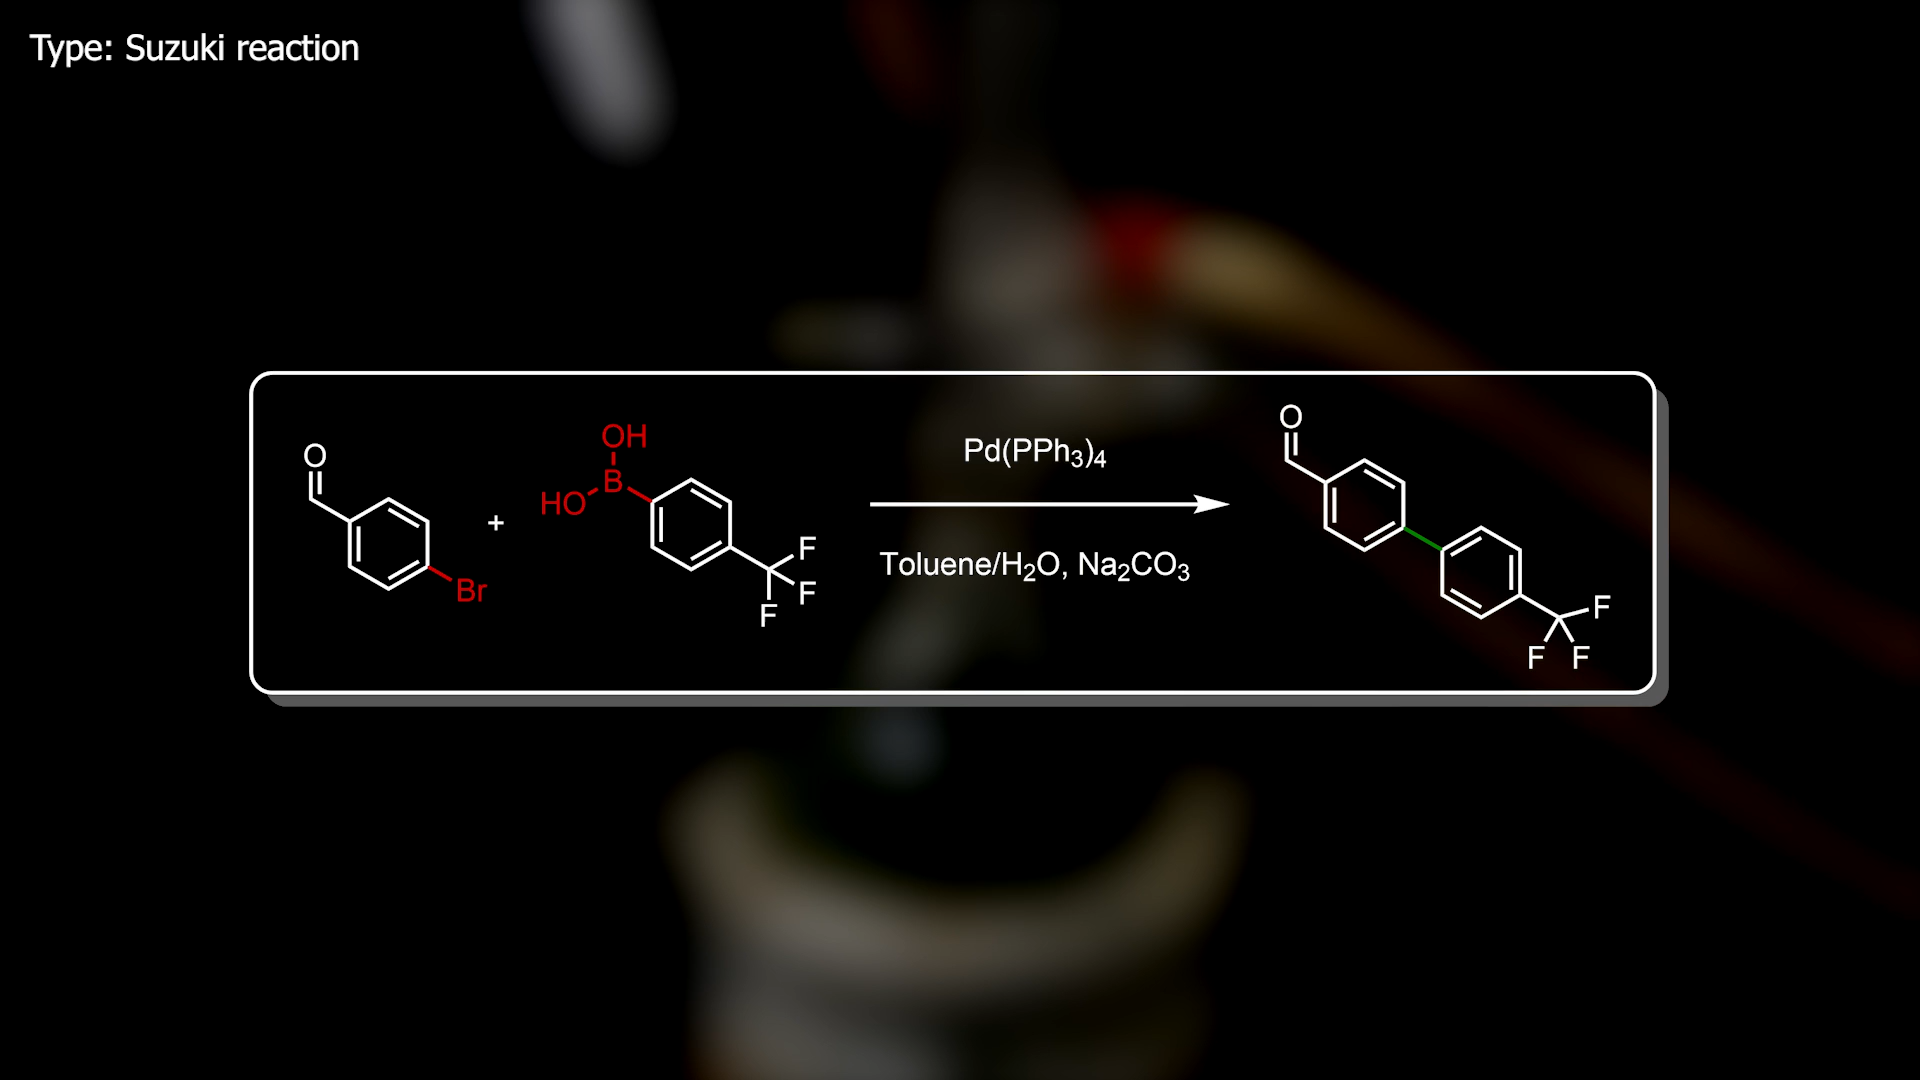 Type: Suzuki reaction
O
Br
+
OH
B
HO
F
F
F
Pd(PPh₃)₄
Toluene/H₂O, Na₂CO₃
O
F
F F